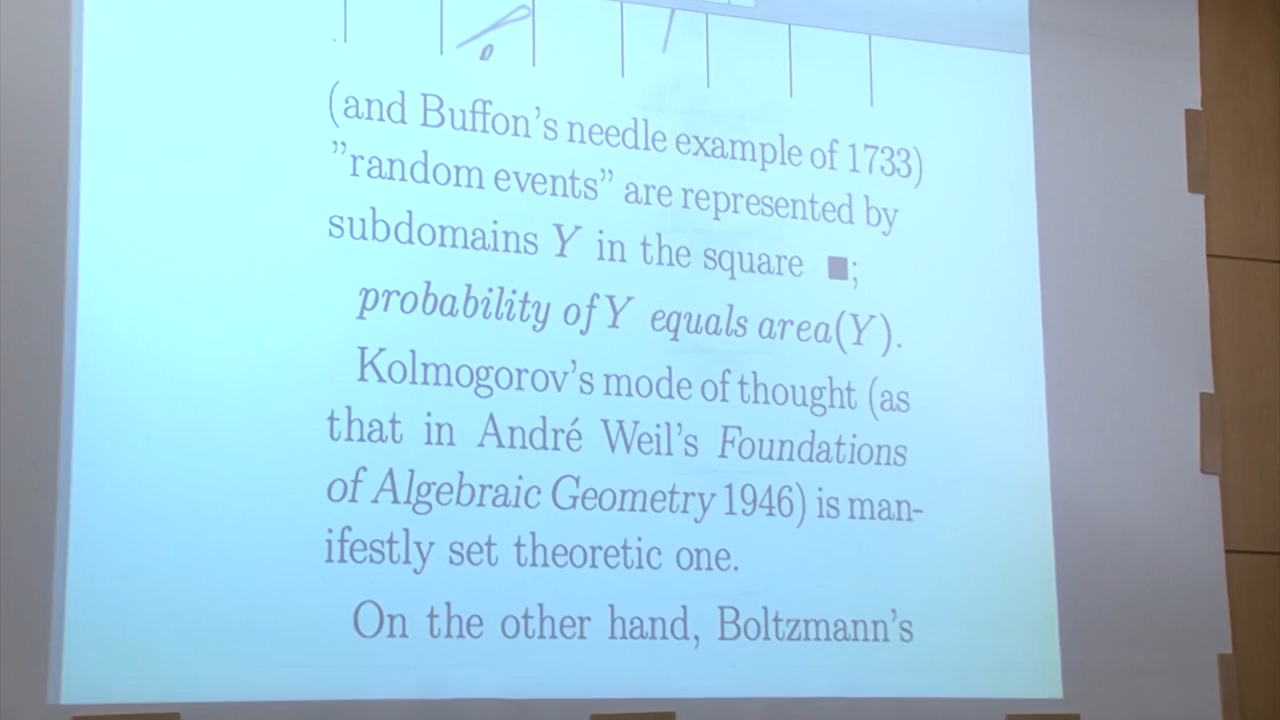 (and Buffon's needle example of 1733)
”random events” are represented by
subdomains Y in the square ■;
probability of Y equals area(Y).
Kolmogorov's mode of thought (as
that in André Weil's Foundations
of Algebraic Geometry 1946) is man-
ifestly set theoretic one.
On the other hand, Boltzmann's